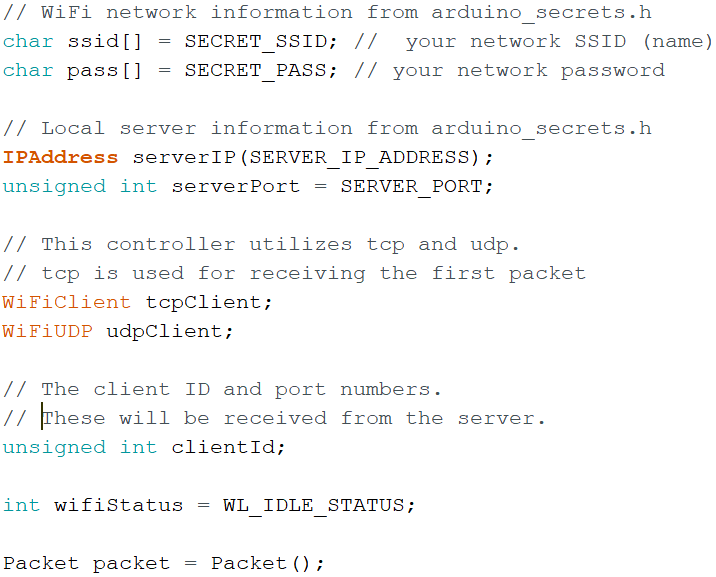 // WiFi network information from arduino_secrets.h
char ssid[] = SECRET_SSID; //  your network SSID (name)
char pass[] = SECRET_PASS; // your network password
// Local server information from arduino_secrets.h
IPAddress serverIP(SERVER_IP_ADDRESS);
unsigned int serverPort = SERVER_PORT;
// This controller utilizes tcp and udp.
// tcp is used for receiving the first packet
WiFiClient tcpClient;
WiFiUDP udpClient;
// The client ID and port numbers.
// These will be received from the server.
unsigned int clientId;
int wifiStatus = WL_IDLE_STATUS;
Packet packet = Packet();